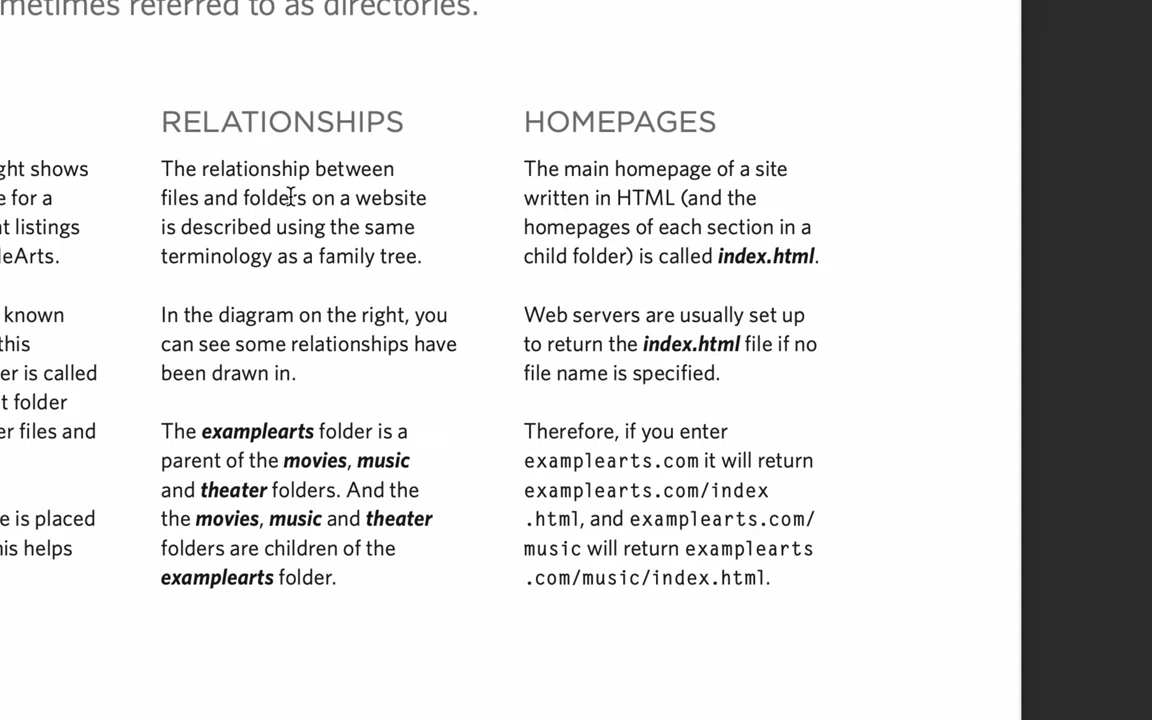 metimes referred to as directories.
ght shows
e for a
t listings
leArts.
known
this
er is called
t folder
er files and
e is placed
his helps
RELATIONSHIPS
The relationship between
files and folders on a website
is described using the same
terminology as a family tree.
In the diagram on the right, you
can see some relationships have
been drawn in.
The examplearts folder is a
parent of the movies, music
and theater folders. And the
the movies, music and theater
folders are children of the
examplearts folder.
HOMEPAGES
The main homepage of a site
written in HTML (and the
homepages of each section in a
child folder) is called index.html.
Web servers are usually set up
to return the index.html file if no
file name is specified.
Therefore, if you enter
examplearts.com it will return
examplearts.com/index
.html, and examplearts.com/
music will return examplearts
.com/music/index.html.